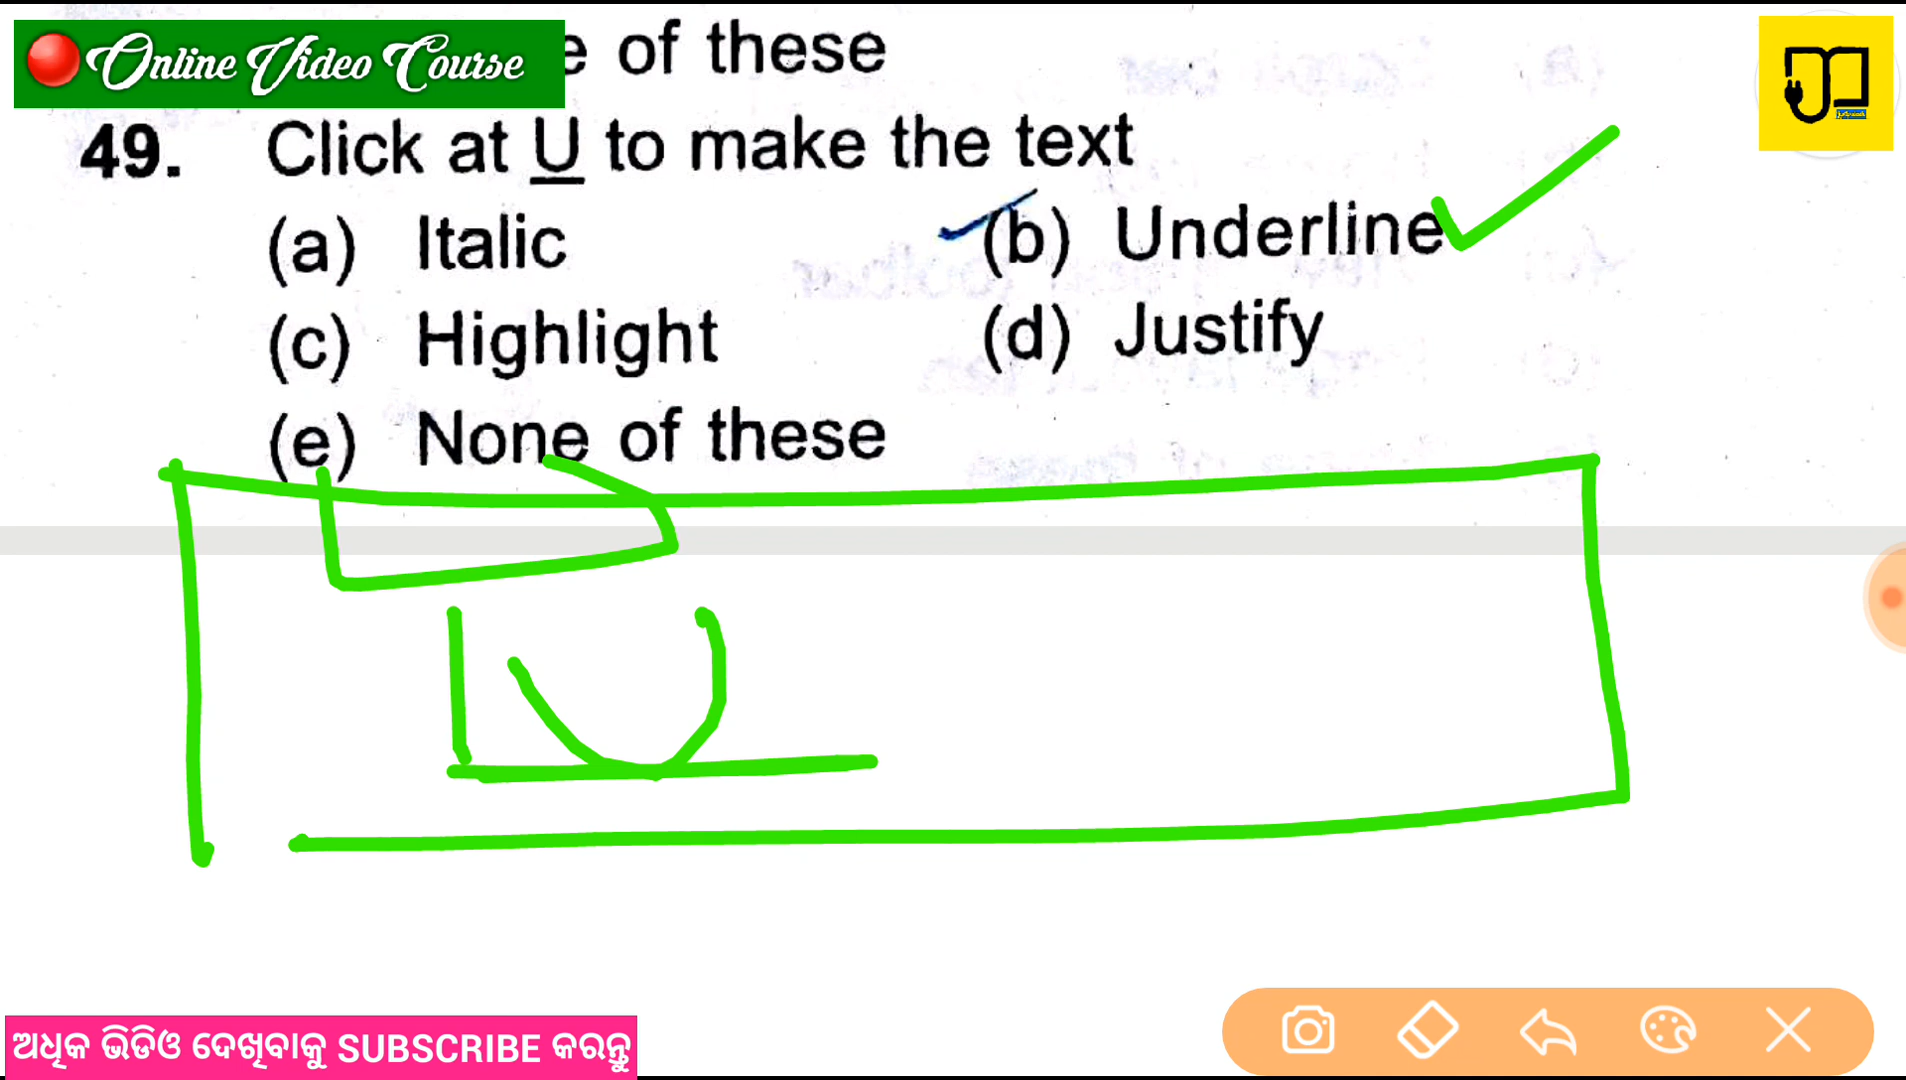 Online Video Course
e of these
49. Click at U to make the text
(a) Italic (b) Underline
(c) Highlight (d) Justify
(e) None of these
U
ଅଧିକ ଭିଡିଓ ଦେଖିବାକୁ SUBSCRIBE କରନ୍ତୁ